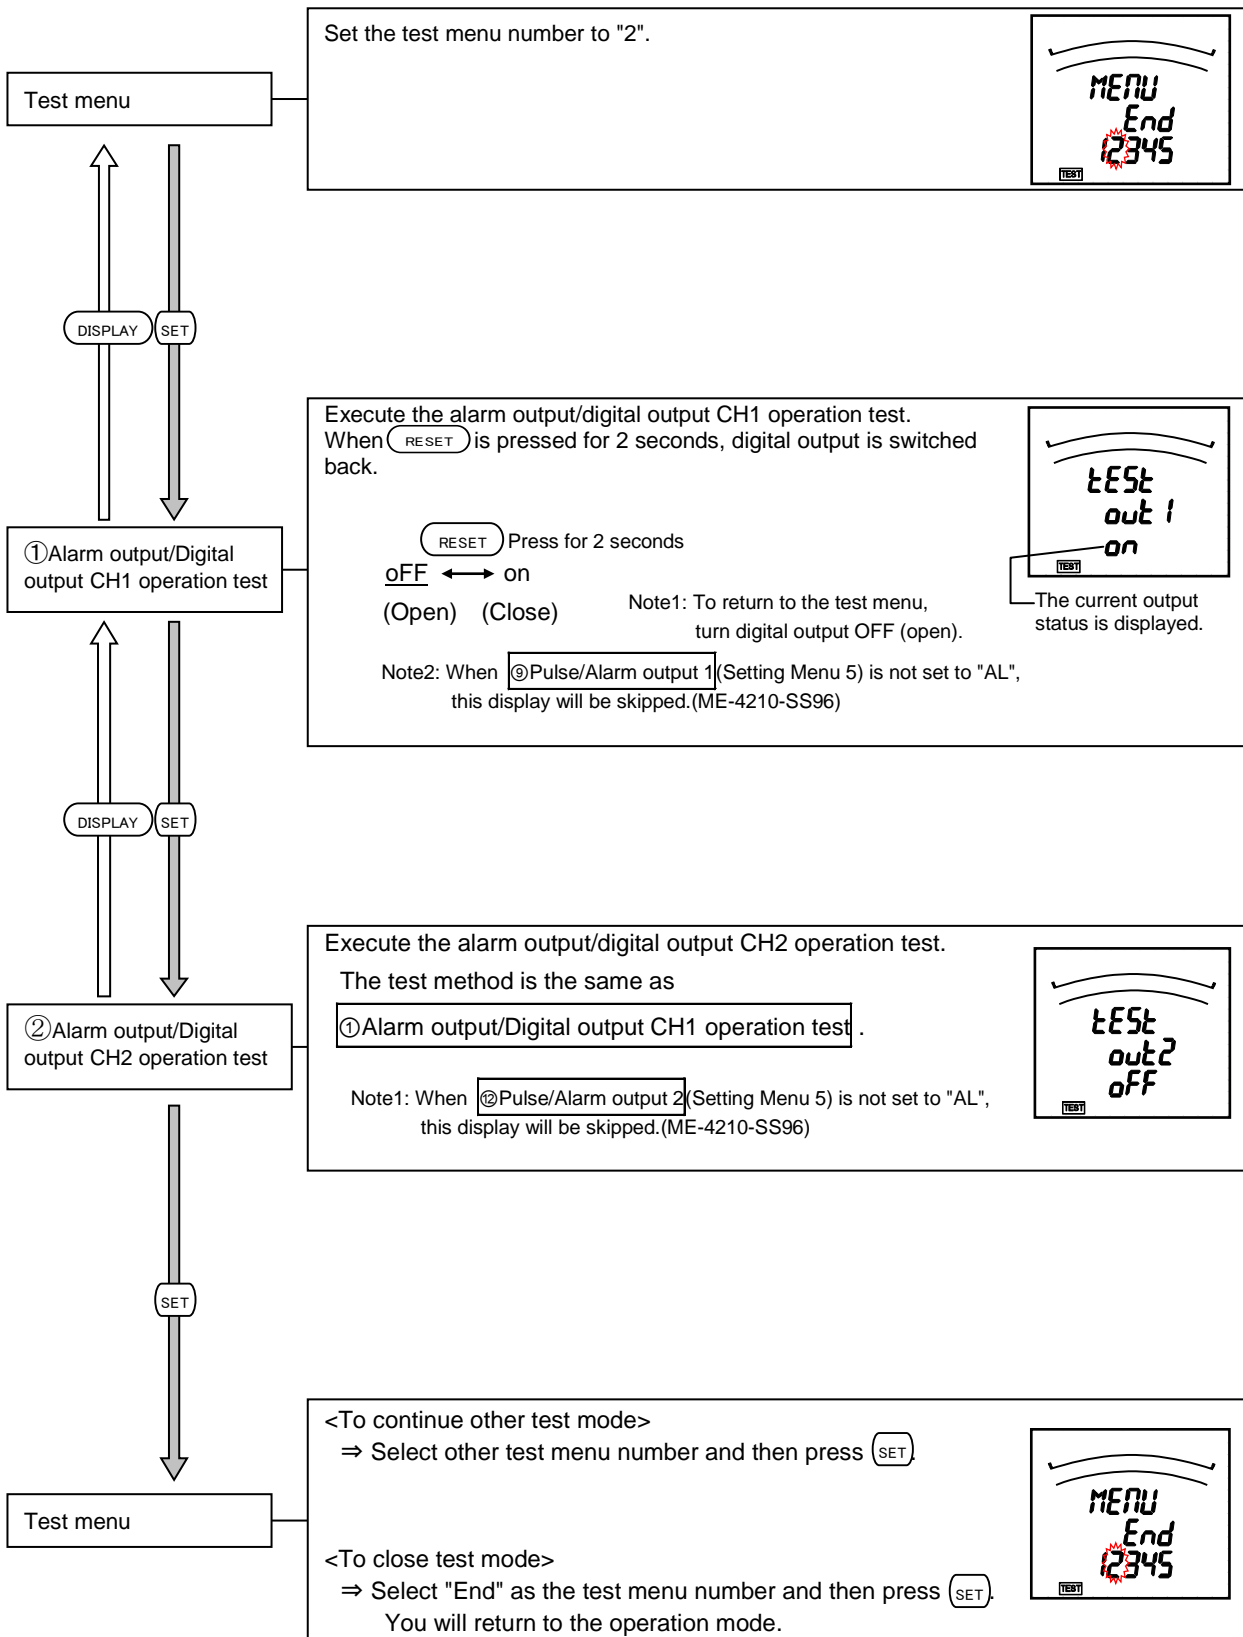 Set the test menu number to "2".
Test menu
MENU
End
12345
TEST
DISPLAY SET
Execute the alarm output/digital output CH1 operation test.
When RESET is pressed for 2 seconds, digital output is switched
back.
RESET Press for 2 seconds
oFF ←→ on
(Open) (Close)
Note1: To return to the test menu,
turn digital output OFF (open).
Note2: When ⑨Pulse/Alarm output 1 (Setting Menu 5) is not set to "AL",
this display will be skipped.(ME-4210-SS96)
tESt
out 1
on
TEST
The current output
status is displayed.
①Alarm output/Digital
output CH1 operation test
DISPLAY SET
Execute the alarm output/digital output CH2 operation test.
The test method is the same as
①Alarm output/Digital output CH1 operation test .
Note1: When ⑫Pulse/Alarm output 2 (Setting Menu 5) is not set to "AL",
this display will be skipped.(ME-4210-SS96)
tESt
out2
oFF
TEST
②Alarm output/Digital
output CH2 operation test
SET
<To continue other test mode>
⇒ Select other test menu number and then press SET.
<To close test mode>
⇒ Select "End" as the test menu number and then press SET.
You will return to the operation mode.
MENU
End
12345
TEST
Test menu